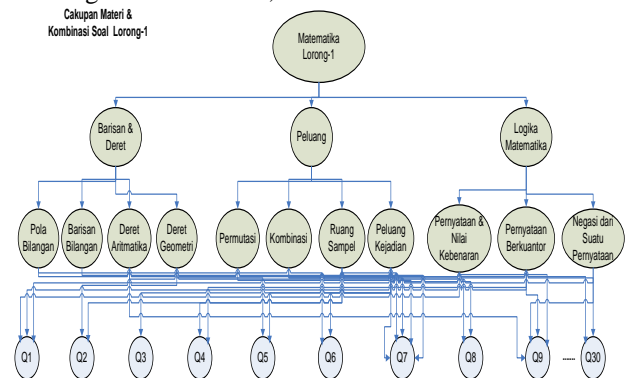 Cakupan Materi &
Kombinasi Soal Lorong-1
Matematika
Lorong-1
Barisan &
Deret
Peluang
Logika
Matematika
Pola
Bilangan
Barisan
Bilangan
Deret
Aritmatika
Deret
Geometri
Permutasi
Kombinasi
Ruang
Sampel
Peluang
Kejadian
Pernyataan &
Nilai
Kebenaran
Pernyataan
Berkuantor
Negasi dari
Suatu
Pernyataan
Q1 Q2 Q3 Q4 Q5 Q6 Q7 Q8 Q9 ...... Q30